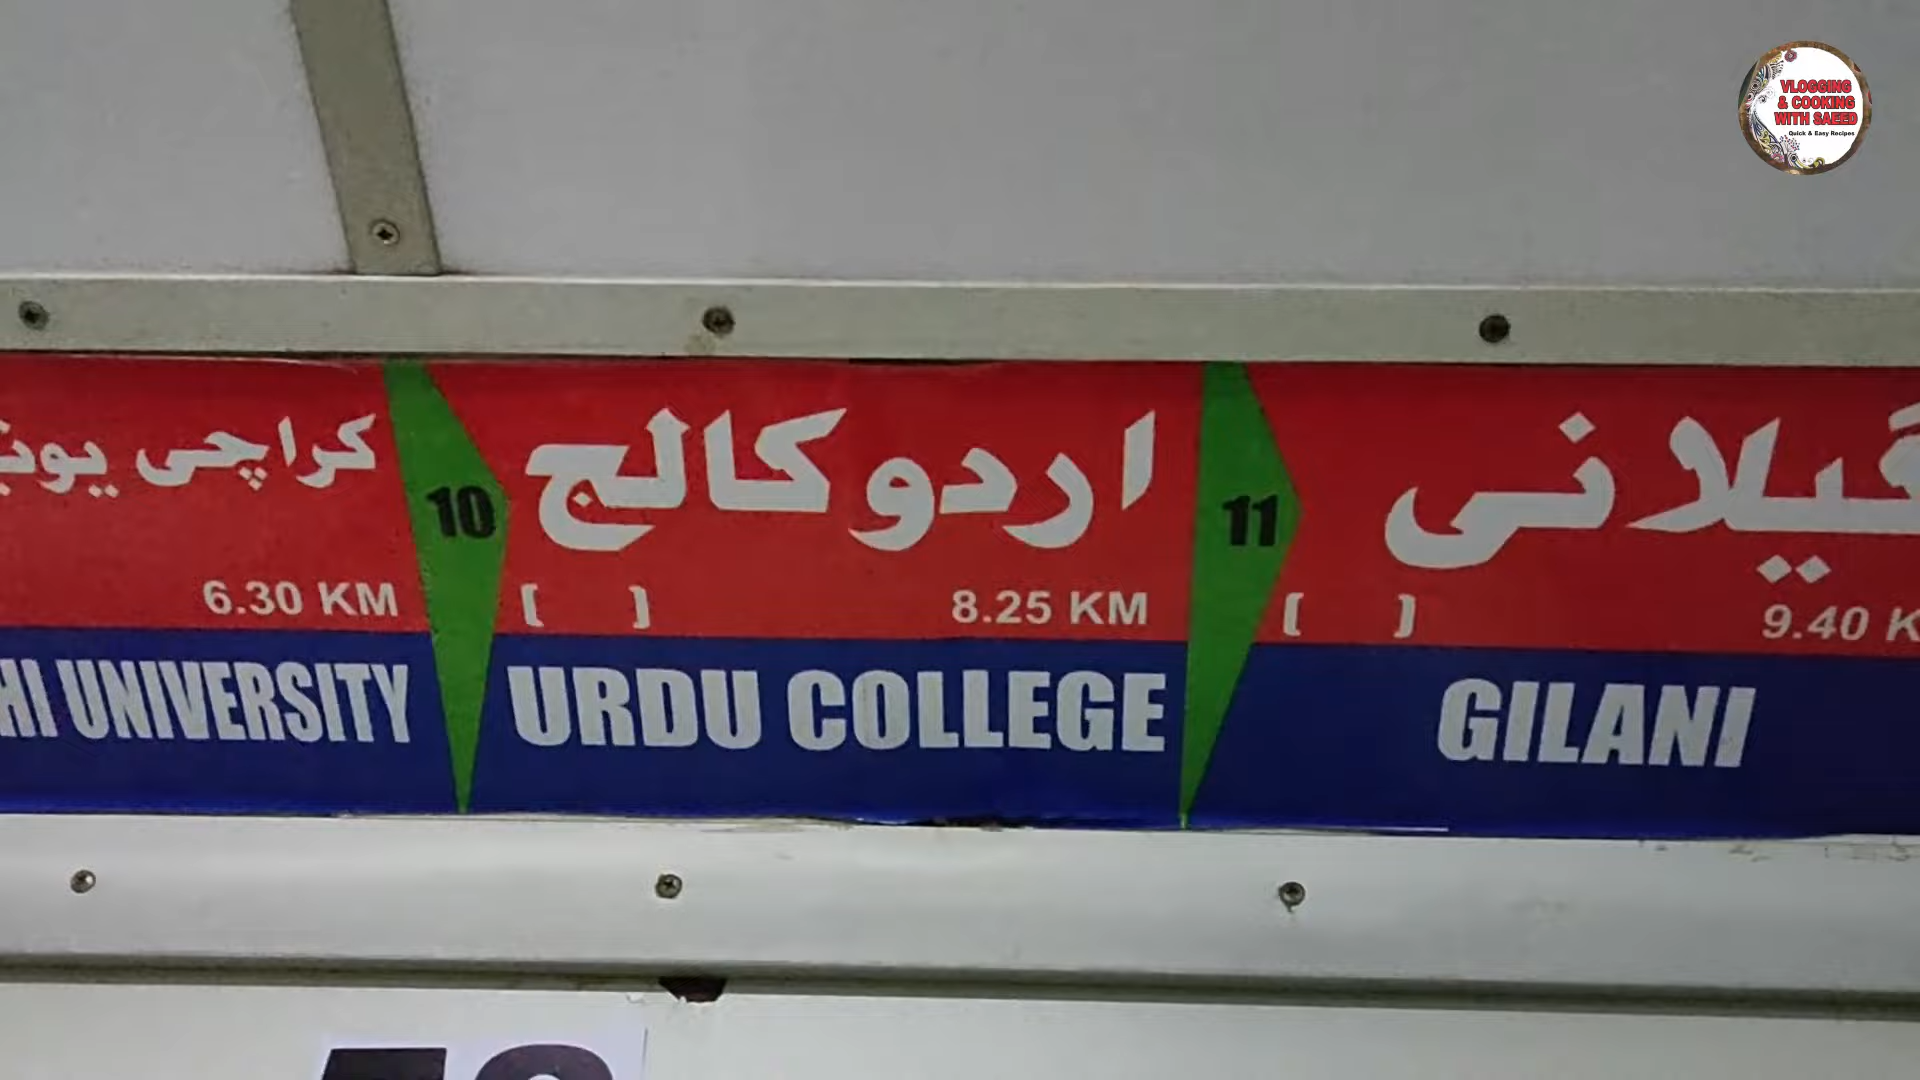 کراچی
6.30 KM
HI UNIVERSITY
10
اردو کالج
( ) 8.25 KM
URDU COLLEGE
11
گیلانی
( ) 9.40 K
GILANI
VLOGGING
& COOKING
WITH SAEED
Quick & Easy Recipes